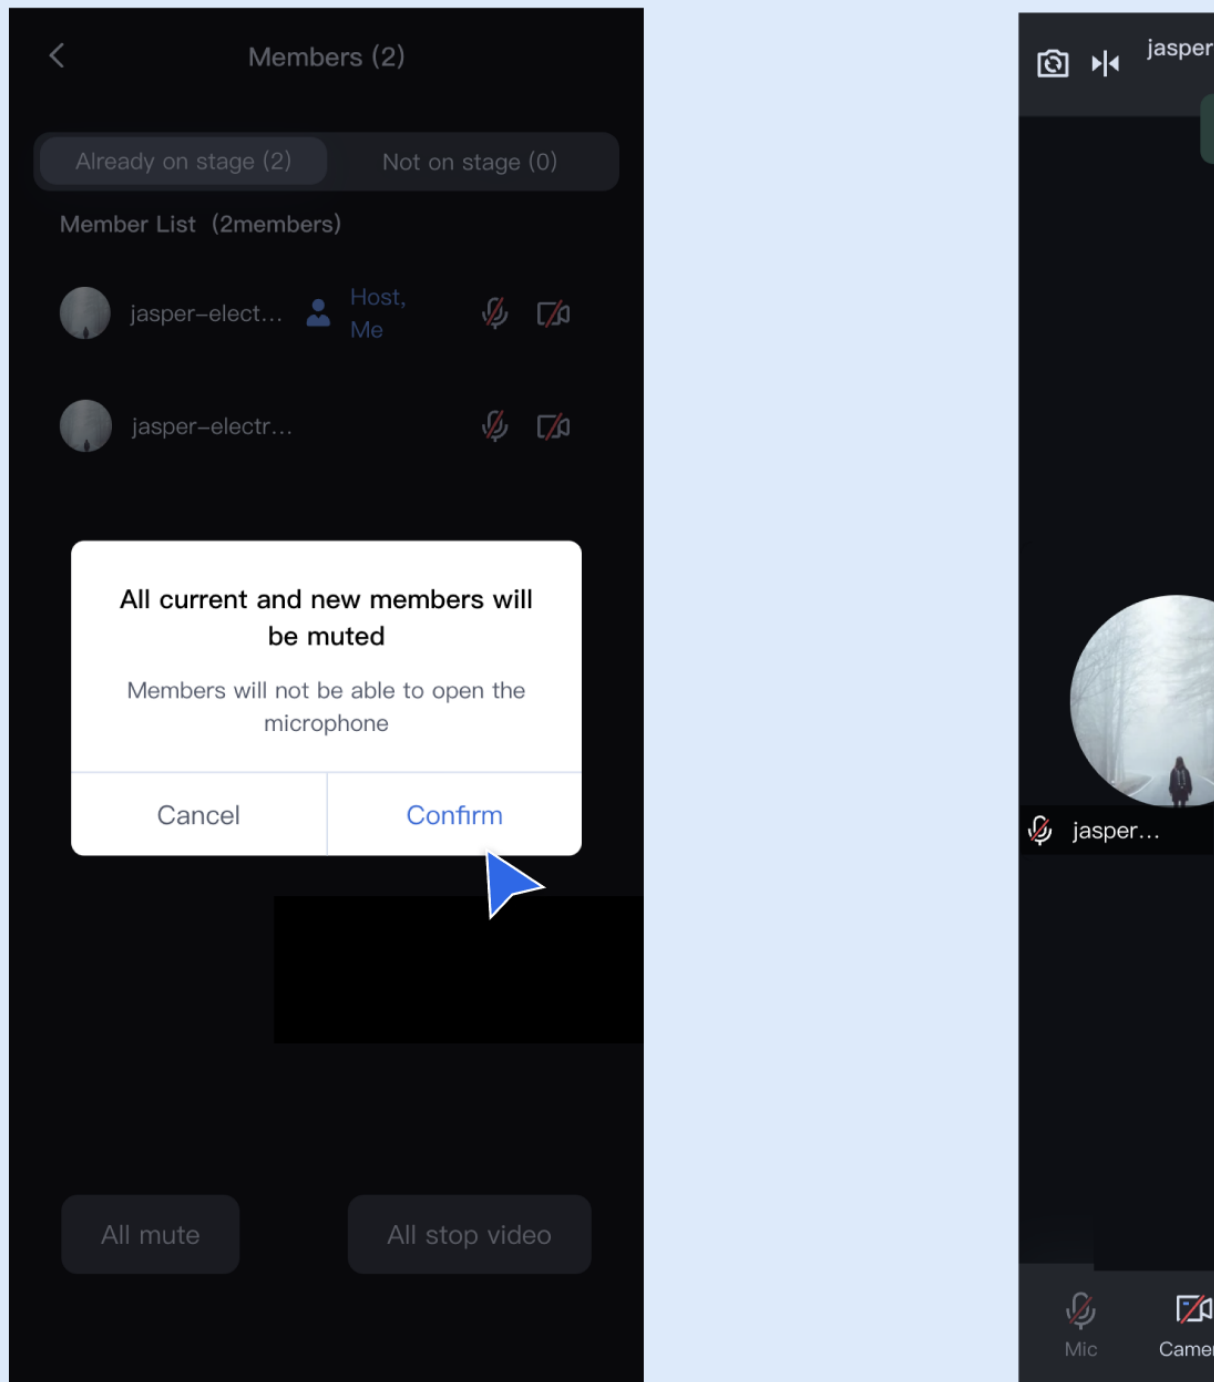 Members (2)
Already on stage (2)
Not on stage (0)
Member List (2members)
jasper-elect...
Host,
Me
jasper-electr...
All current and new members will
be muted
Members will not be able to open the
microphone
Cancel
Confirm
All mute
All stop video
jasper
jasper...
Mic